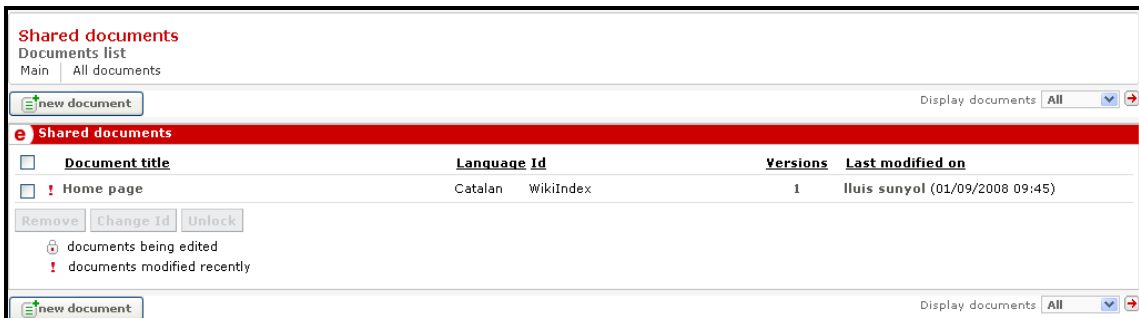 Shared documents
Documents list
Main All documents
new document Display documents All
e Shared documents
Document title Language Id Versions Last modified on
! Home page Catalan WikiIndex 1 lluis sunyol (01/09/2008 09:45)
Remove Change Id Unlock
documents being edited
! documents modified recently
new document Display documents All